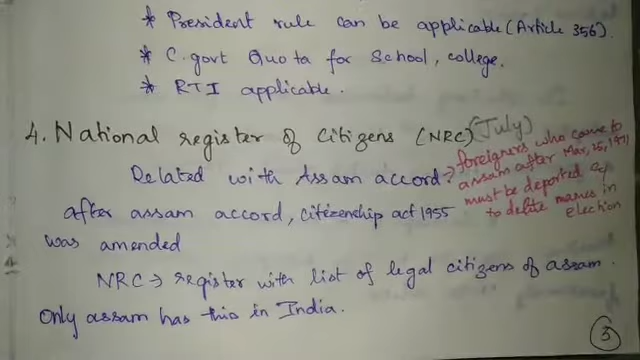 * President rule can be applicable (Article 356).
* C. govt Quota for School, college.
* RTI applicable.
4. National register of Citizens (NRC) (July)
Related with Assam accord →
foreigners who came to
assam after Mar, 25, 1971
must be deported &
to delete names in
election
after assam accord, citizenship act 1955
was amended
NRC → register with list of legal citizens of assam.
Only assam has this in India.
3